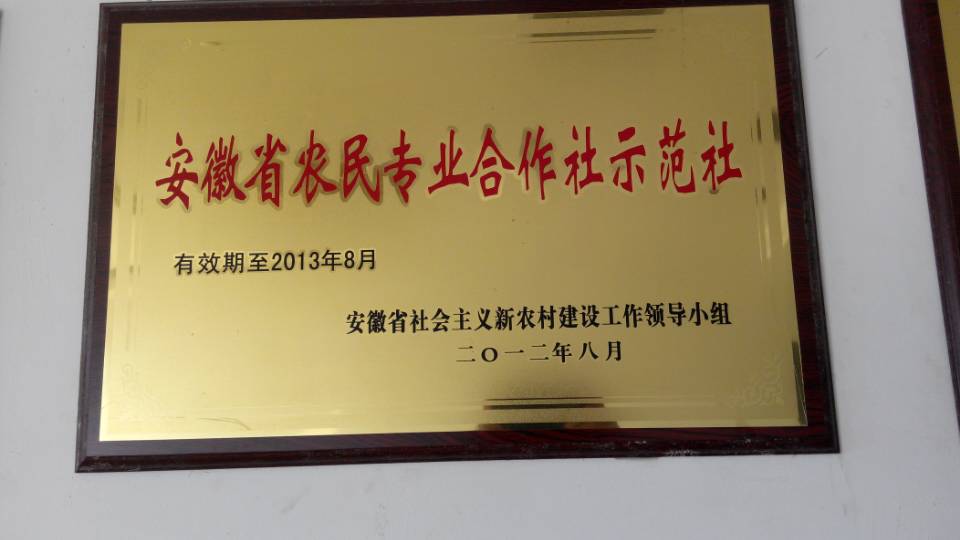 安徽省农民专业合作社示范社
有效期至2013年8月
安徽省社会主义新农村建设工作领导小组
二〇一二年八月